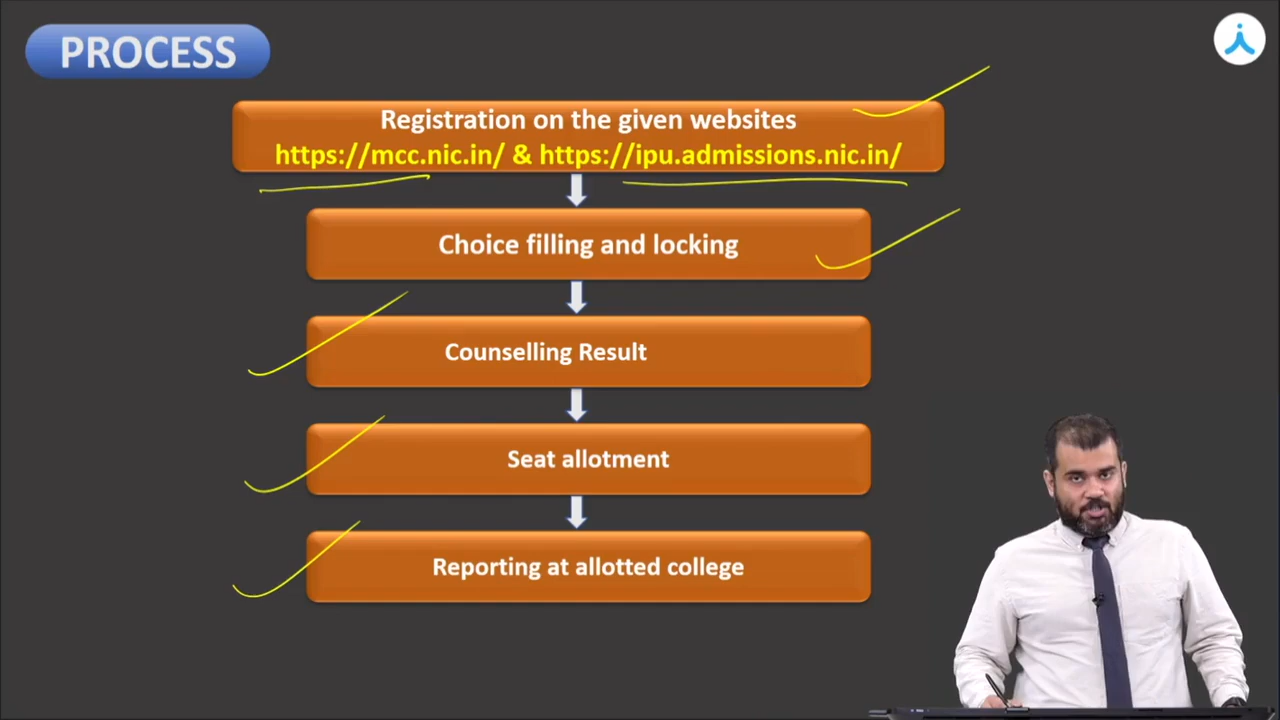 PROCESS
Registration on the given websites
https://mcc.nic.in/ & https://ipu.admissions.nic.in/
Choice filling and locking
Counselling Result
Seat allotment
Reporting at allotted college